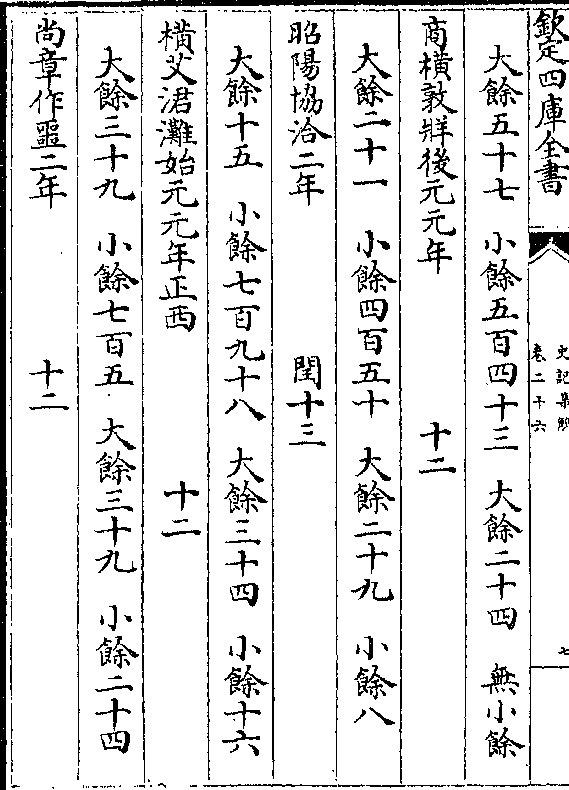 欽定四庫全書
史記集解
卷二十六
七
大餘五十七 小餘五百四十三 大餘二十四 無小餘
商橫敦牂後元元年 十二
大餘二十一 小餘四百五十 大餘二十九 小餘八
昭陽協洽二年 閏十三
大餘十五 小餘七百九十八 大餘三十四 小餘十六
橫艾涒灘始元元年正西 十二
大餘三十九 小餘七百五 大餘三十九 小餘二十四
尚章作噩二年 十二